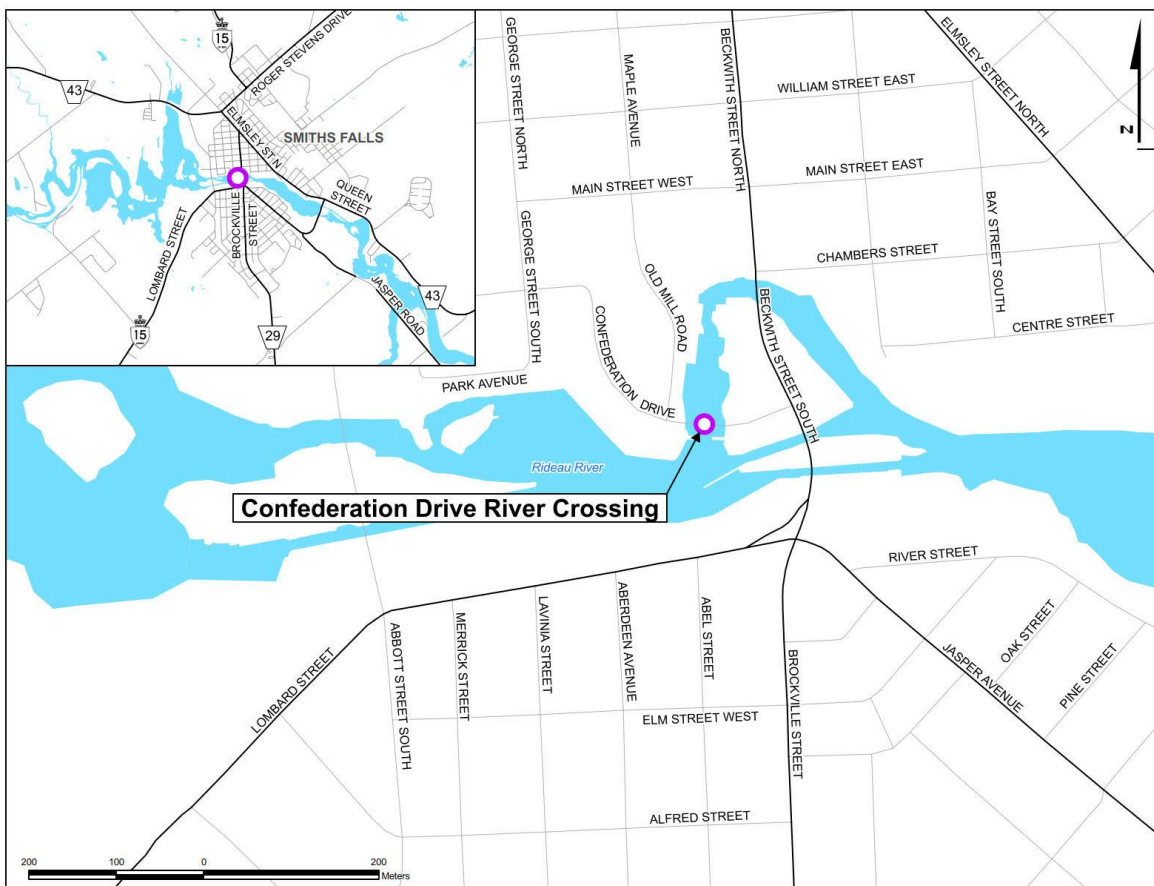 15
ROGER STEVENS DRIVE
43
ELMSLEY ST N
SMITHS FALLS
QUEEN
STREET
BROCKVILLE
STREET
LOMBARD STREET
JASPER ROAD
43
15
29
GEORGE STREET NORTH
MAPLE AVENUE
BECKWITH STREET NORTH
WILLIAM STREET EAST
ELMSLEY STREET NORTH
N
MAIN STREET WEST
MAIN STREET EAST
GEORGE STREET SOUTH
OLD MILL ROAD
CHAMBERS STREET
BAY STREET SOUTH
CENTRE STREET
CONFEDERATION DRIVE
BECKWITH STREET SOUTH
PARK AVENUE
Rideau River
Confederation Drive River Crossing
RIVER STREET
ABBOTT STREET SOUTH
MERRICK STREET
LAVINIA STREET
ABERDEEN AVENUE
ABEL STREET
BROCKVILLE STREET
OAK STREET
JASPER AVENUE
PINE STREET
LOMBARD STREET
ELM STREET WEST
ALFRED STREET
200 100 0 200
Meters